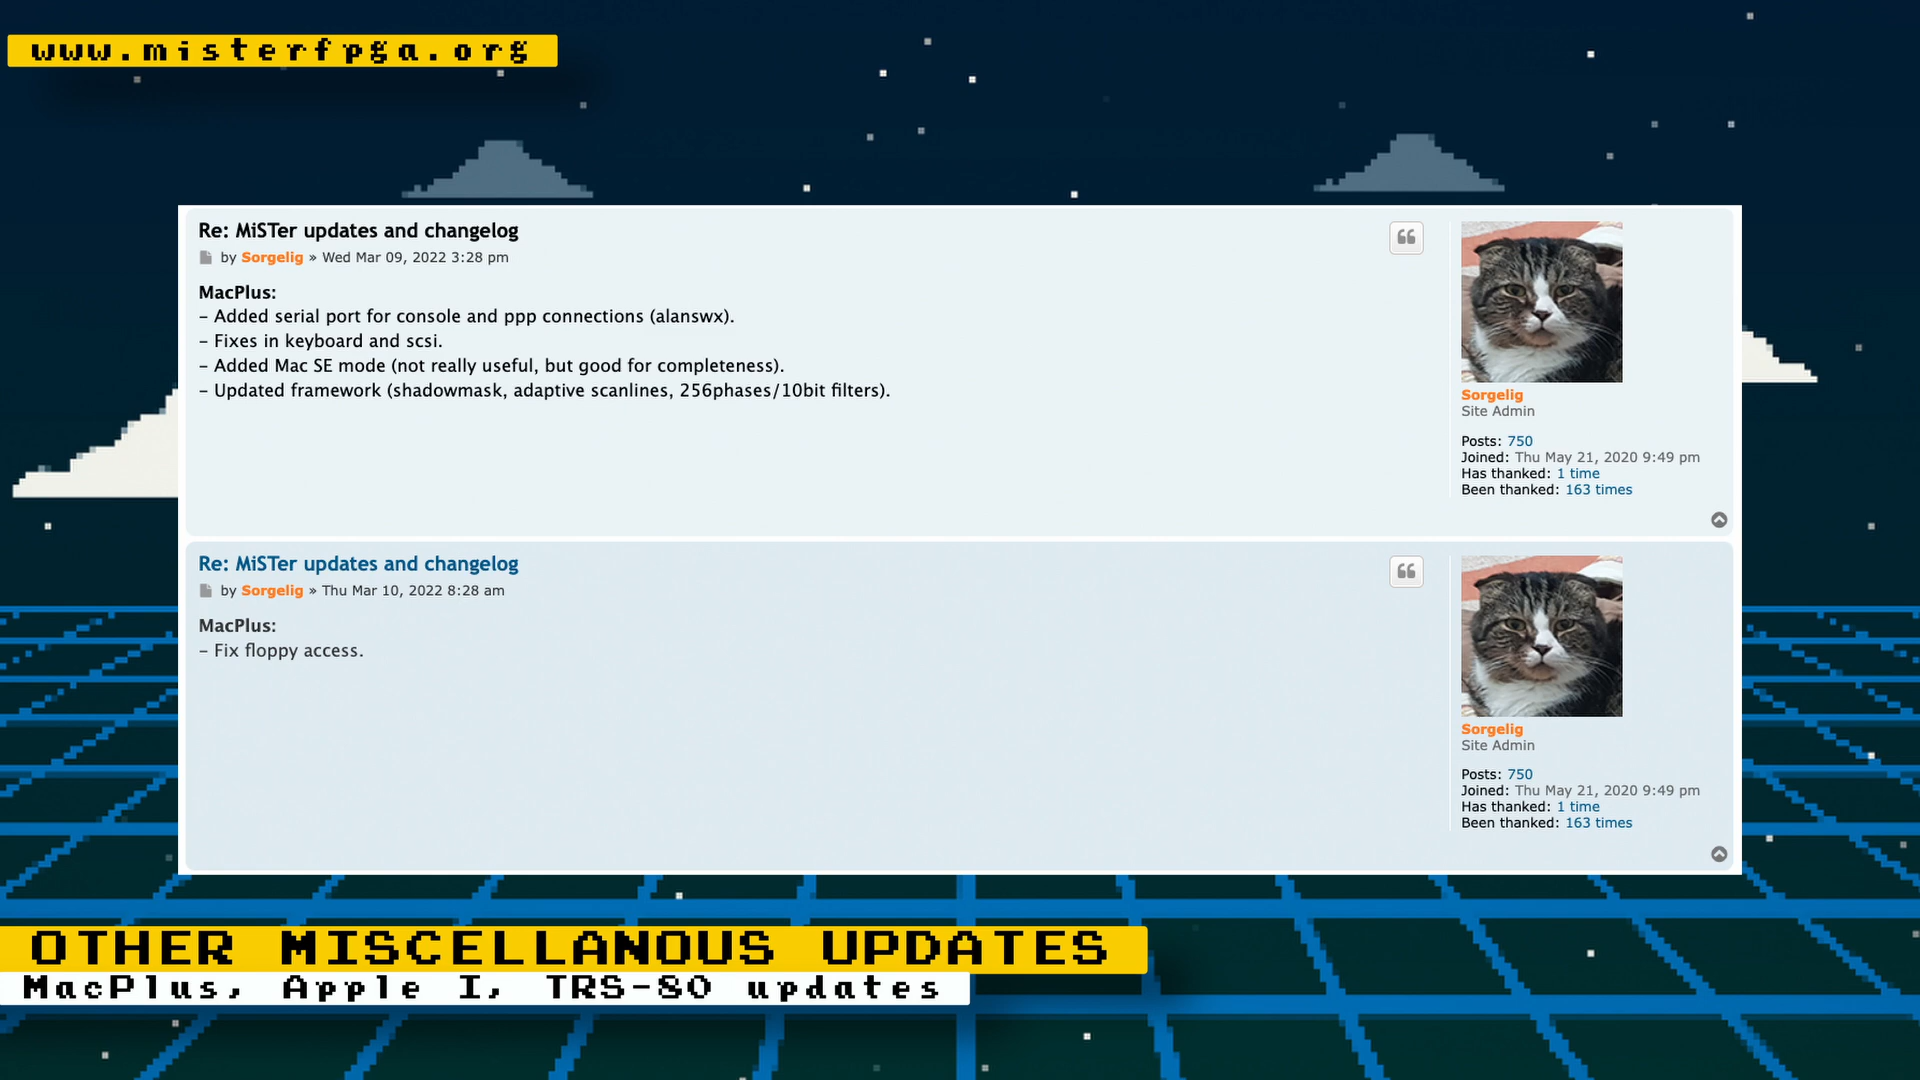 www.misterfpga.org
Re: MiSTer updates and changelog
by Sorgelig » Wed Mar 09, 2022 3:28 pm
MacPlus:
– Added serial port for console and ppp connections (alanswx).
– Fixes in keyboard and scsi.
– Added Mac SE mode (not really useful, but good for completeness).
– Updated framework (shadowmask, adaptive scanlines, 256phases/10bit filters).
Sorgelig
Site Admin
Posts: 750
Joined: Thu May 21, 2020 9:49 pm
Has thanked: 1 time
Been thanked: 163 times
Re: MiSTer updates and changelog
by Sorgelig » Thu Mar 10, 2022 8:28 am
MacPlus:
– Fix floppy access.
Sorgelig
Site Admin
Posts: 750
Joined: Thu May 21, 2020 9:49 pm
Has thanked: 1 time
Been thanked: 163 times
OTHER MISCELLANOUS UPDATES
MacPlus, Apple I, TRS-80 updates